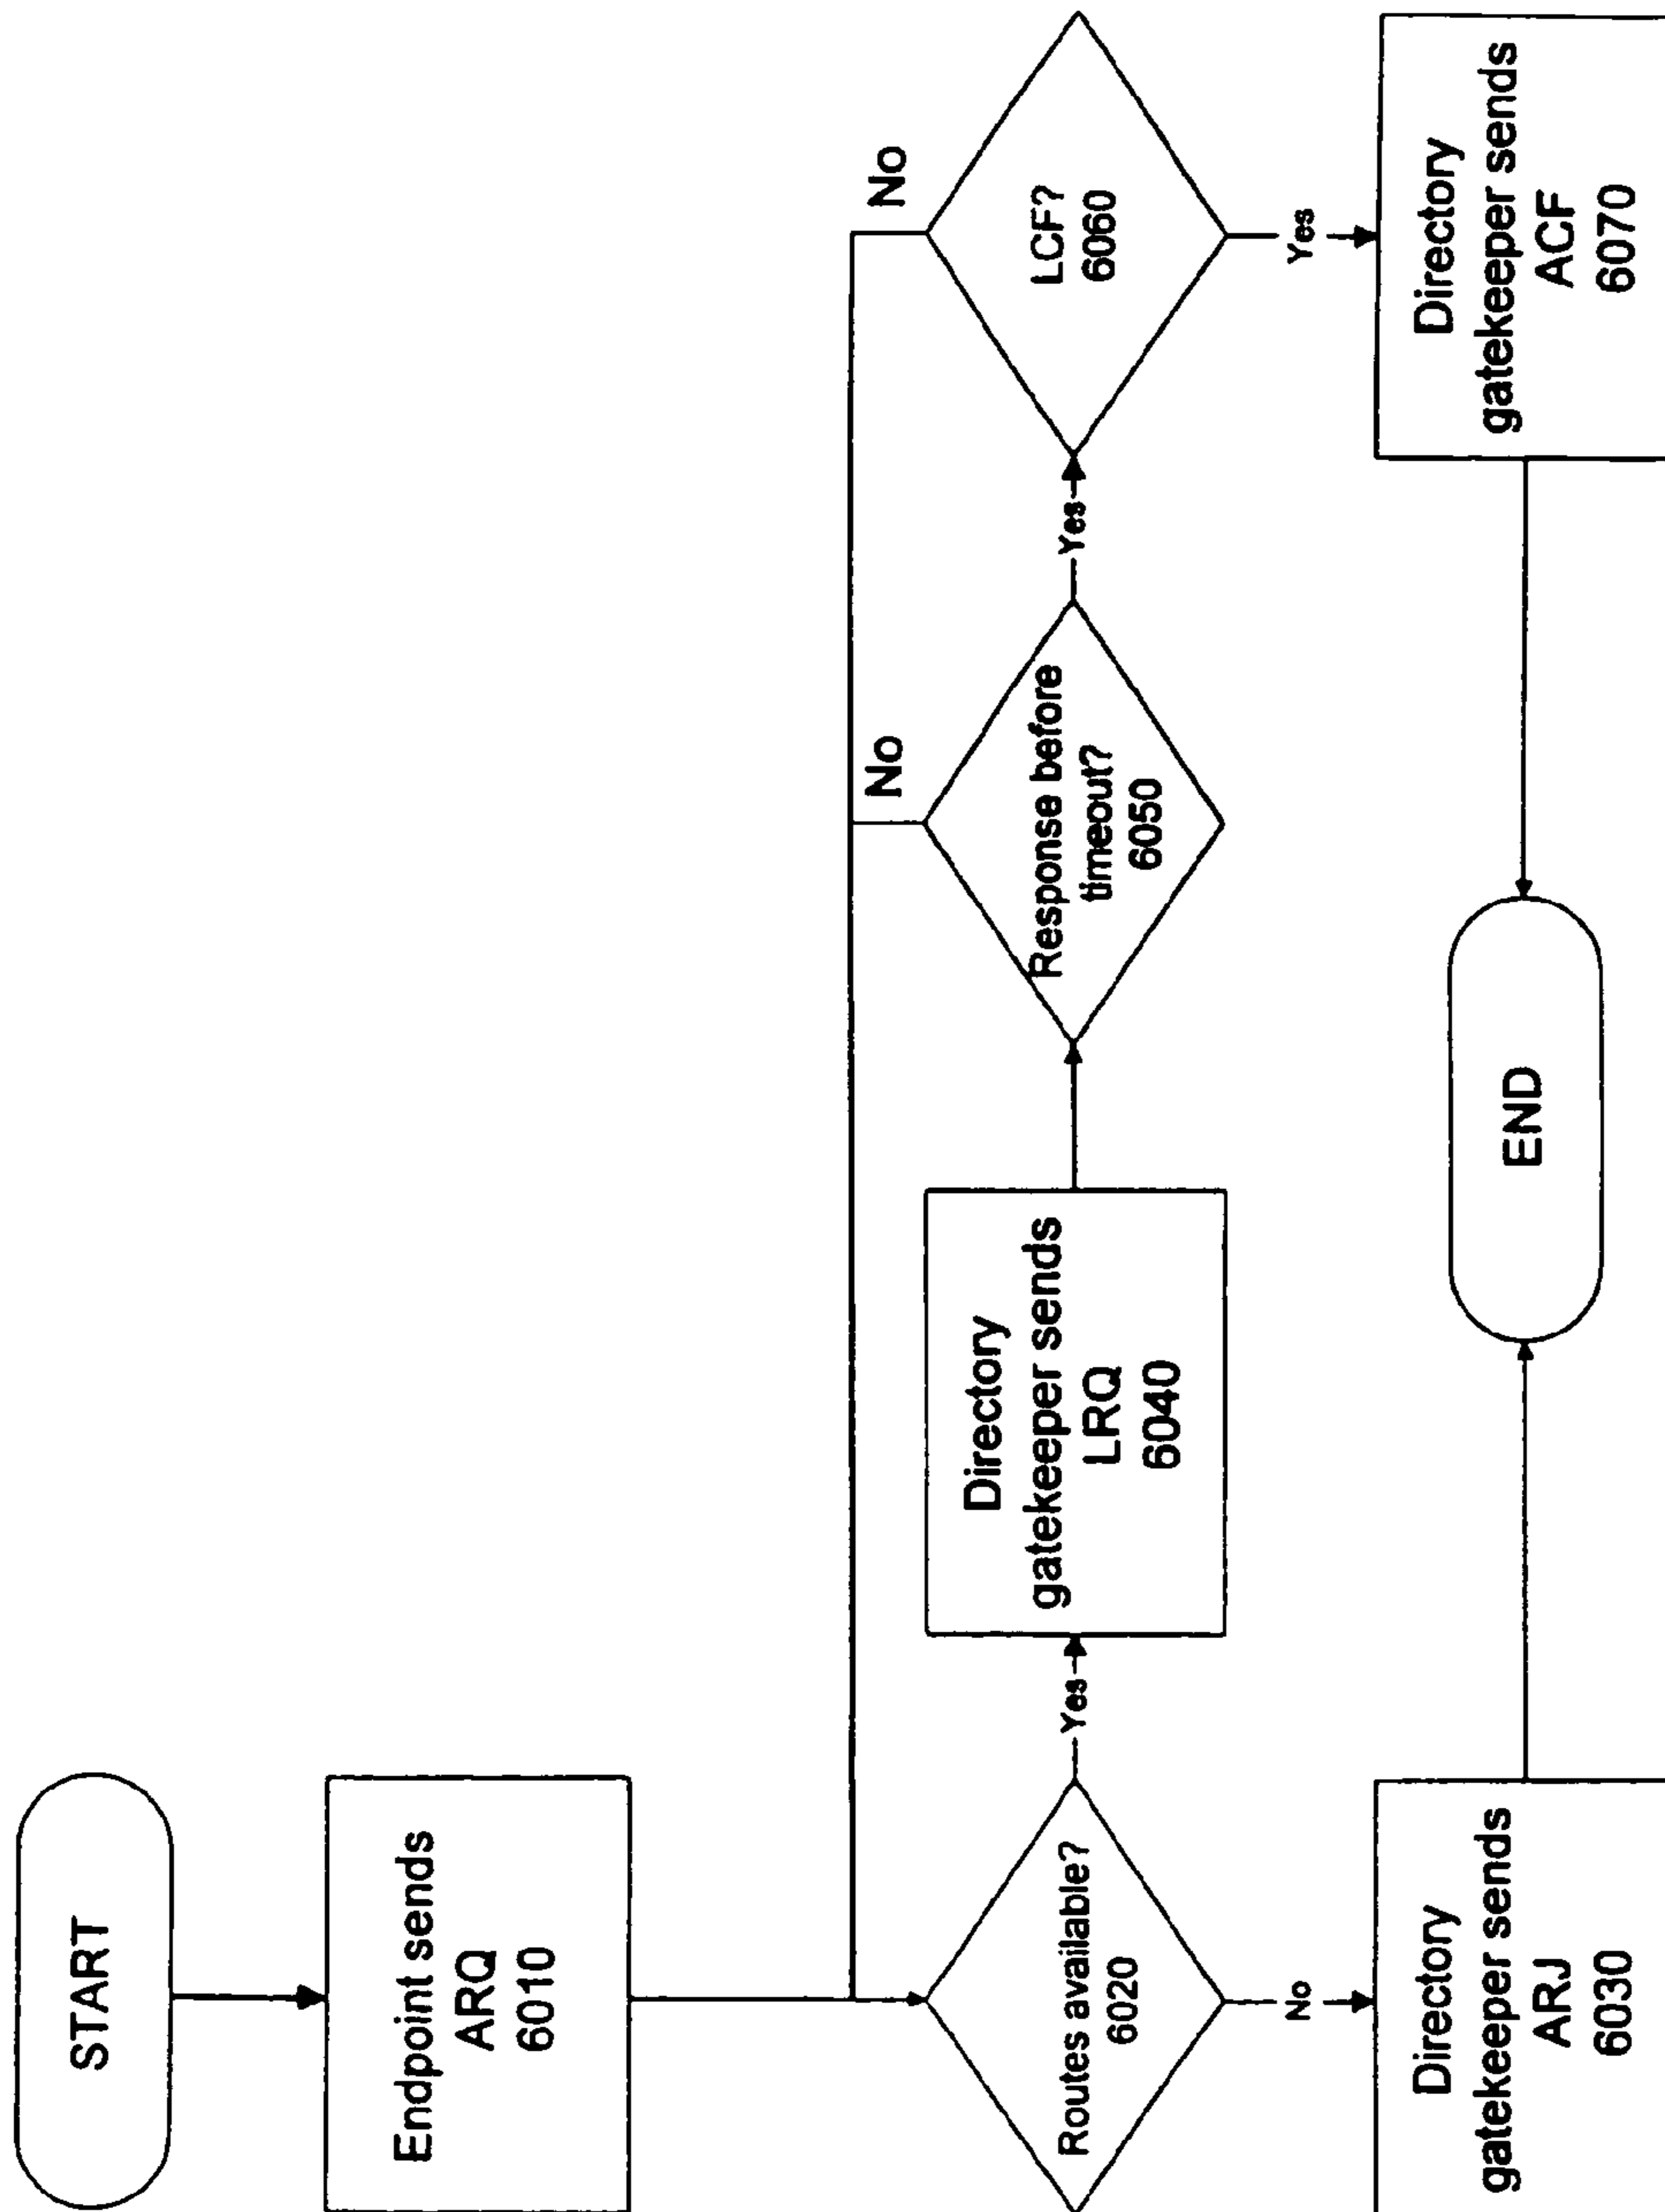 START
Endpoint sends
ARQ
6010
Routes available?
6020
Yes
No
Directory
gatekeeper sends
ARJ
6030
Directory
gatekeeper sends
LRQ
6040
Response before
timeout?
6050
No
Yes
LCF?
6060
No
Yes
Directory
gatekeeper sends
ACF
6070
END